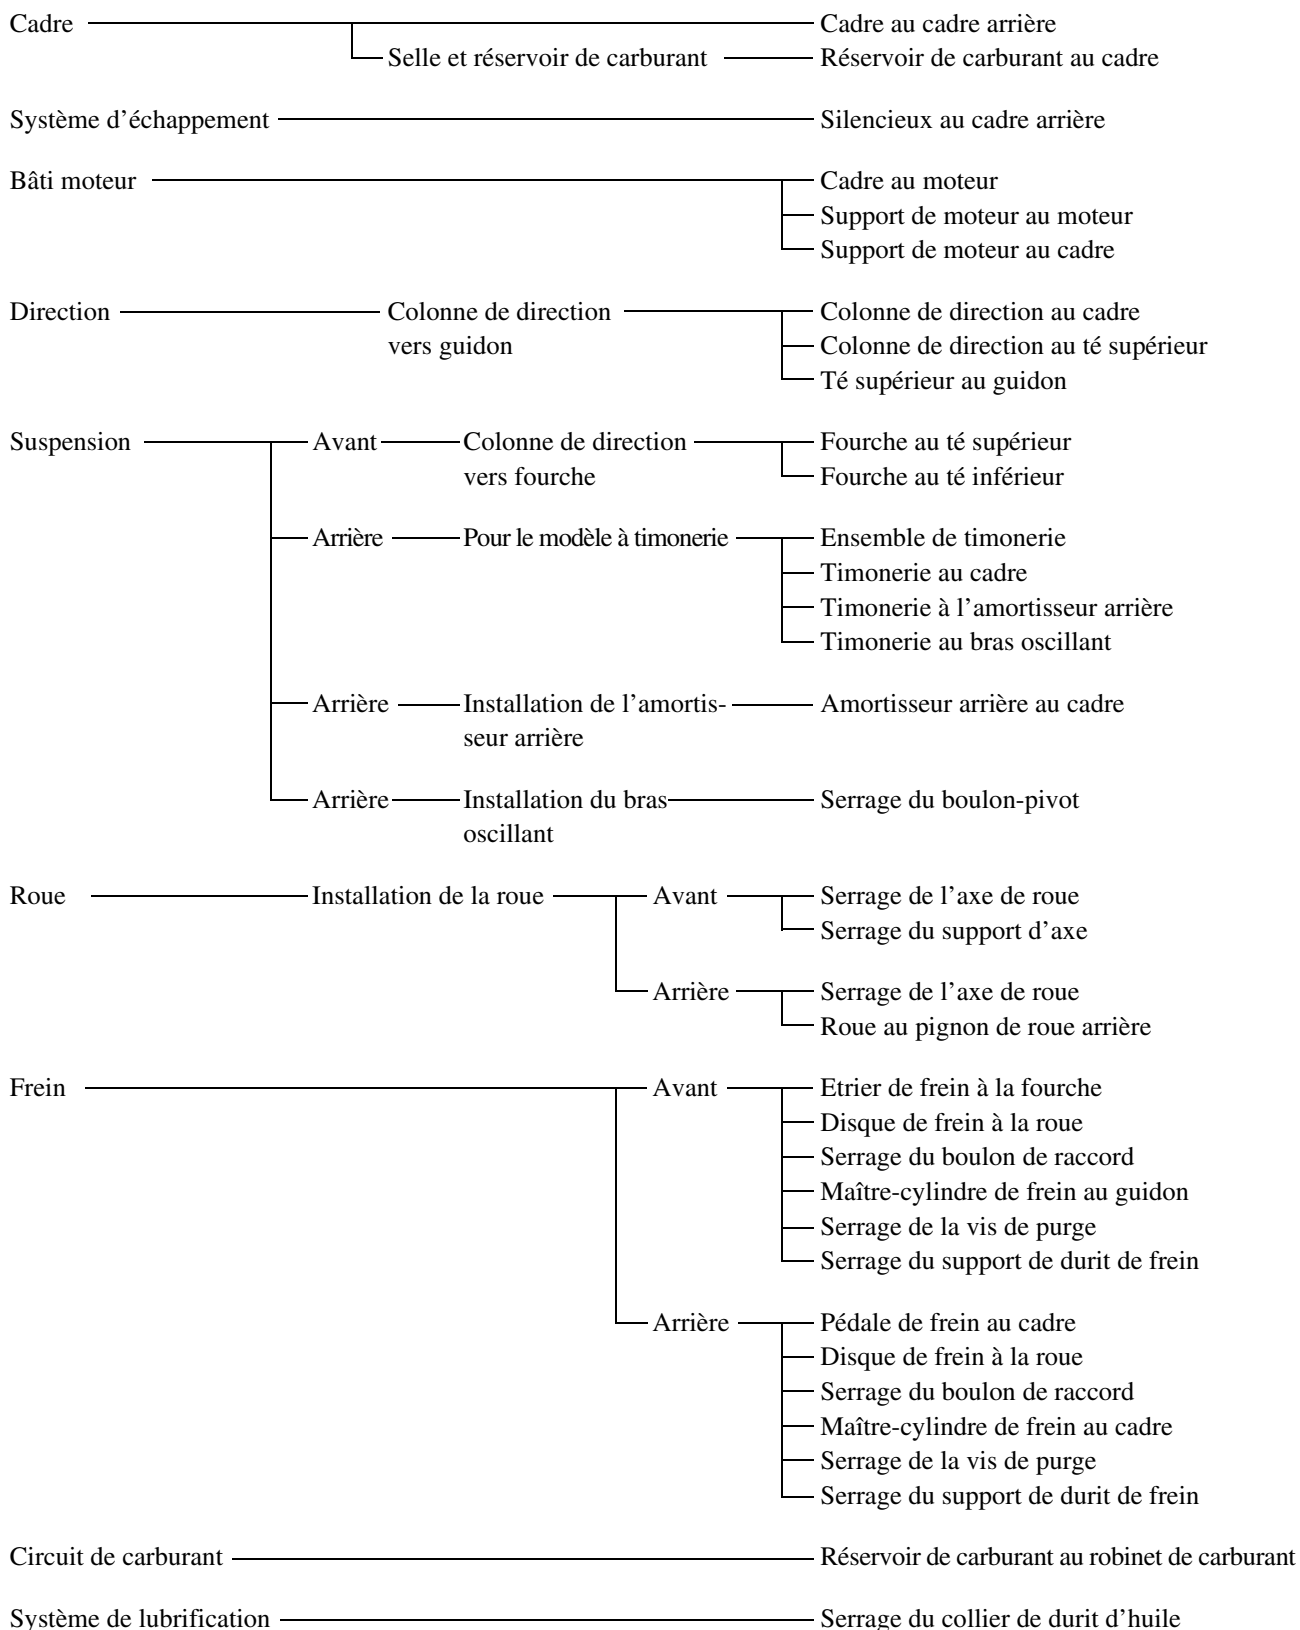 Cadre
Cadre au cadre arrière
Selle et réservoir de carburant
Réservoir de carburant au cadre
Système d’échappement
Silencieux au cadre arrière
Bâti moteur
Cadre au moteur
Support de moteur au moteur
Support de moteur au cadre
Direction
Colonne de direction
vers guidon
Colonne de direction au cadre
Colonne de direction au té supérieur
Té supérieur au guidon
Suspension
Avant
Colonne de direction
vers fourche
Fourche au té supérieur
Fourche au té inférieur
Arrière
Pour le modèle à timonerie
Ensemble de timonerie
Timonerie au cadre
Timonerie à l’amortisseur arrière
Timonerie au bras oscillant
Arrière
Installation de l’amortis-
seur arrière
Amortisseur arrière au cadre
Arrière
Installation du bras
oscillant
Serrage du boulon-pivot
Roue
Installation de la roue
Avant
Serrage de l’axe de roue
Serrage du support d’axe
Arrière
Serrage de l’axe de roue
Roue au pignon de roue arrière
Frein
Avant
Etrier de frein à la fourche
Disque de frein à la roue
Serrage du boulon de raccord
Maître-cylindre de frein au guidon
Serrage de la vis de purge
Serrage du support de durit de frein
Arrière
Pédale de frein au cadre
Disque de frein à la roue
Serrage du boulon de raccord
Maître-cylindre de frein au cadre
Serrage de la vis de purge
Serrage du support de durit de frein
Circuit de carburant
Réservoir de carburant au robinet de carburant
Système de lubrification
Serrage du collier de durit d’huile